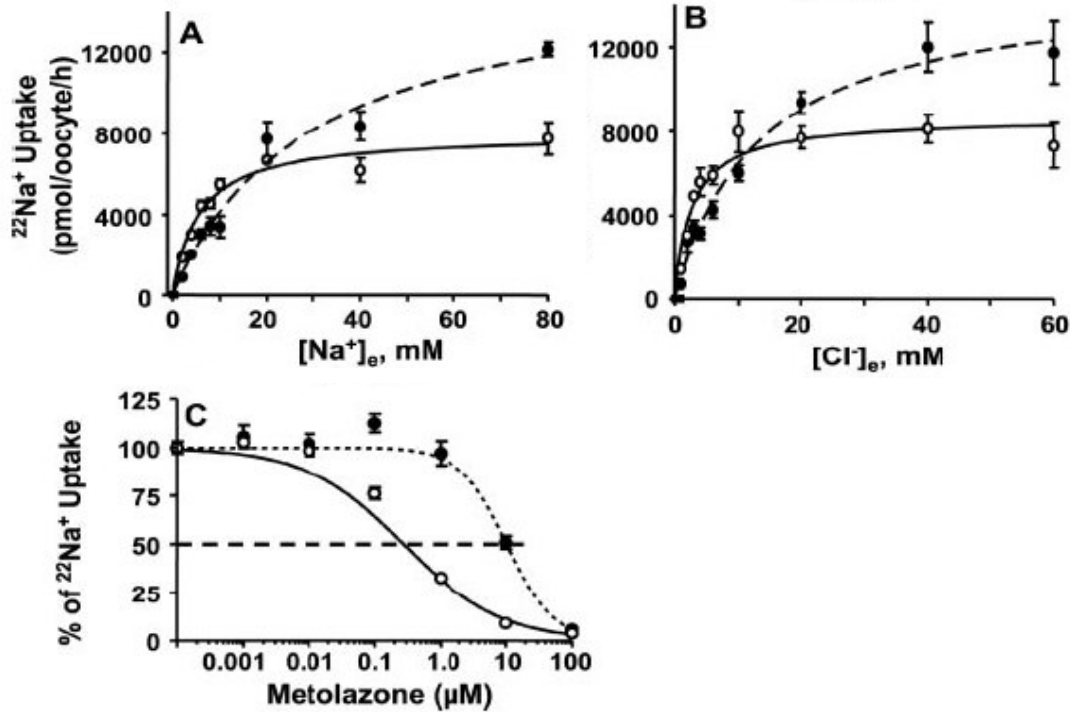 A
²²Na⁺ Uptake
(pmol/oocyte/h)
12000
8000
4000
0
0 20 40 60 80
[Na⁺]ₑ, mM
B
12000
8000
4000
0
0 20 40 60
[Cl⁻]ₑ, mM
C
% of ²²Na⁺ Uptake
125
100
75
50
25
0
0.001 0.01 0.1 1.0 10 100
Metolazone (µM)